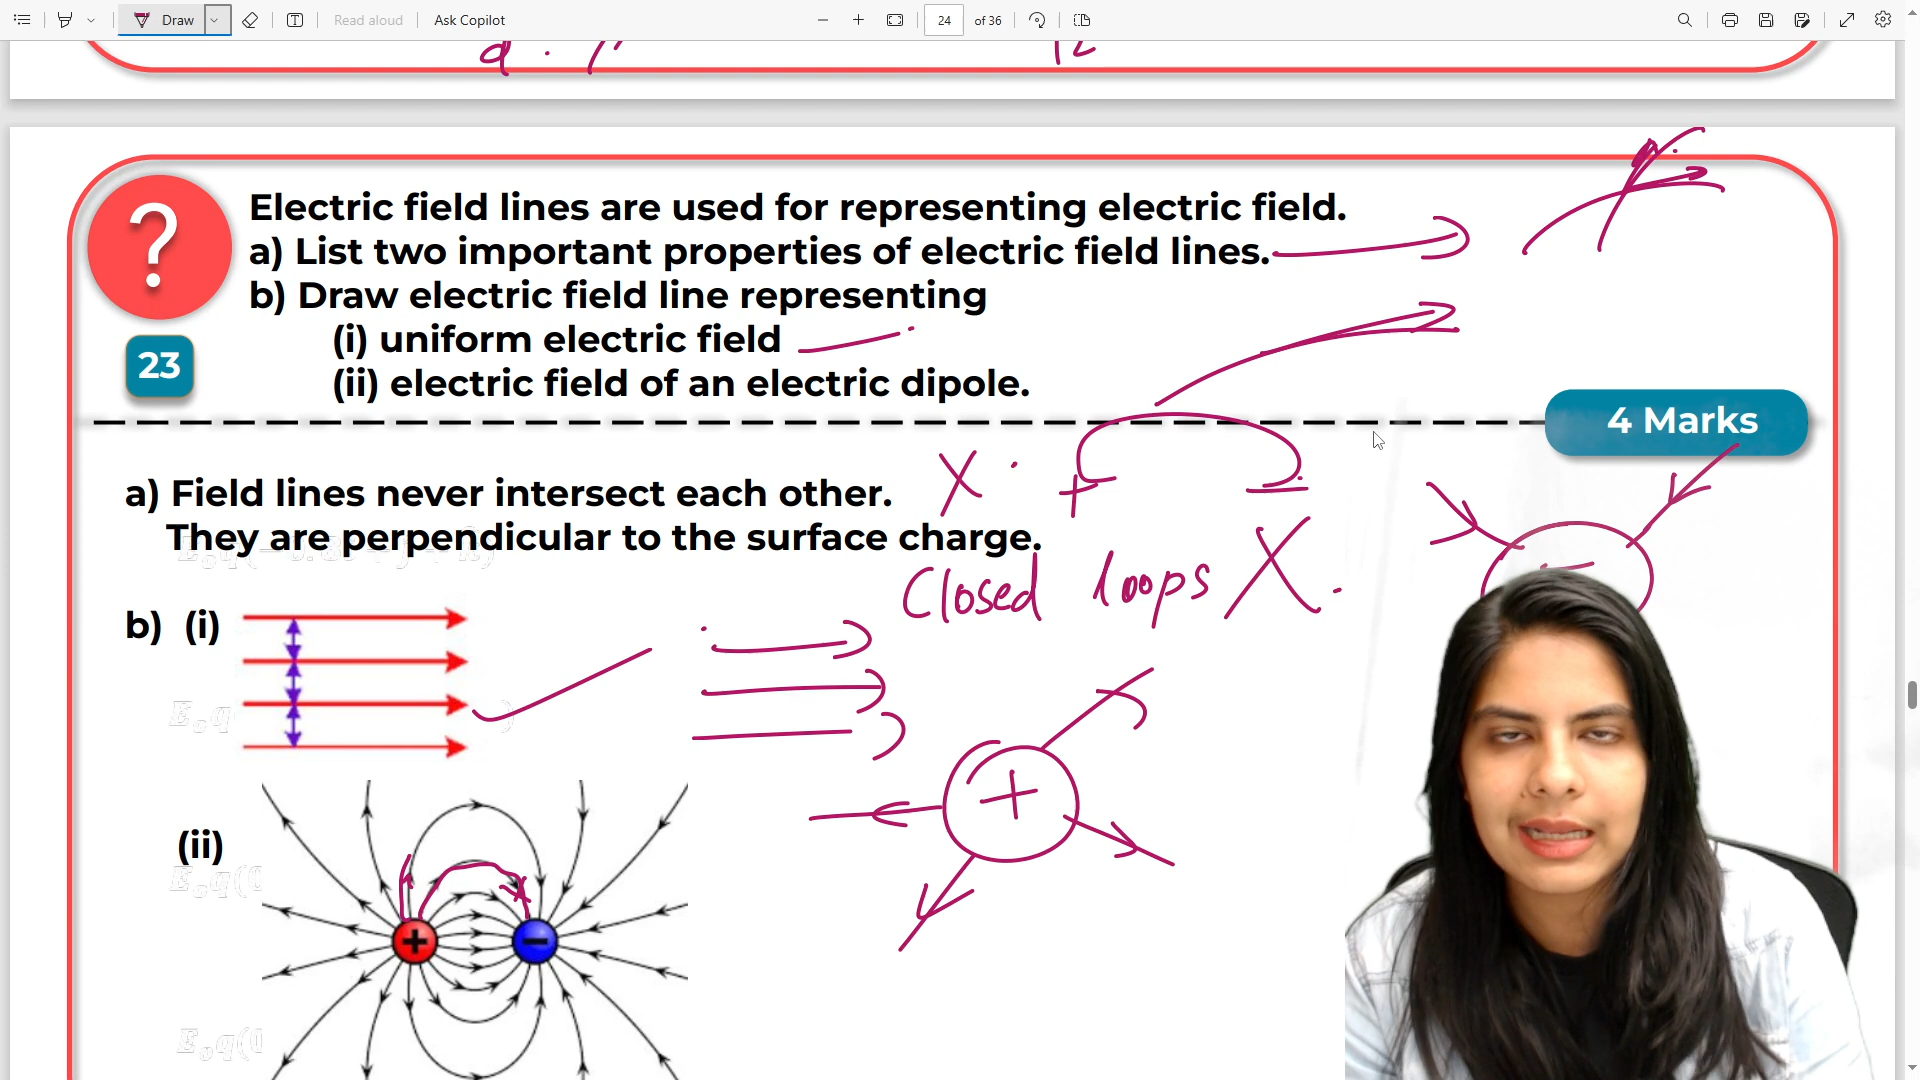 Draw
Read aloud
Ask Copilot
24
of 36
?
23
Electric field lines are used for representing electric field.
a) List two important properties of electric field lines.
b) Draw electric field line representing
(i) uniform electric field
(ii) electric field of an electric dipole.
4 Marks
a) Field lines never intersect each other.
They are perpendicular to the surface charge.
X
+
−
Closed loops X.
b) (i)
(ii)
+
−
+
−